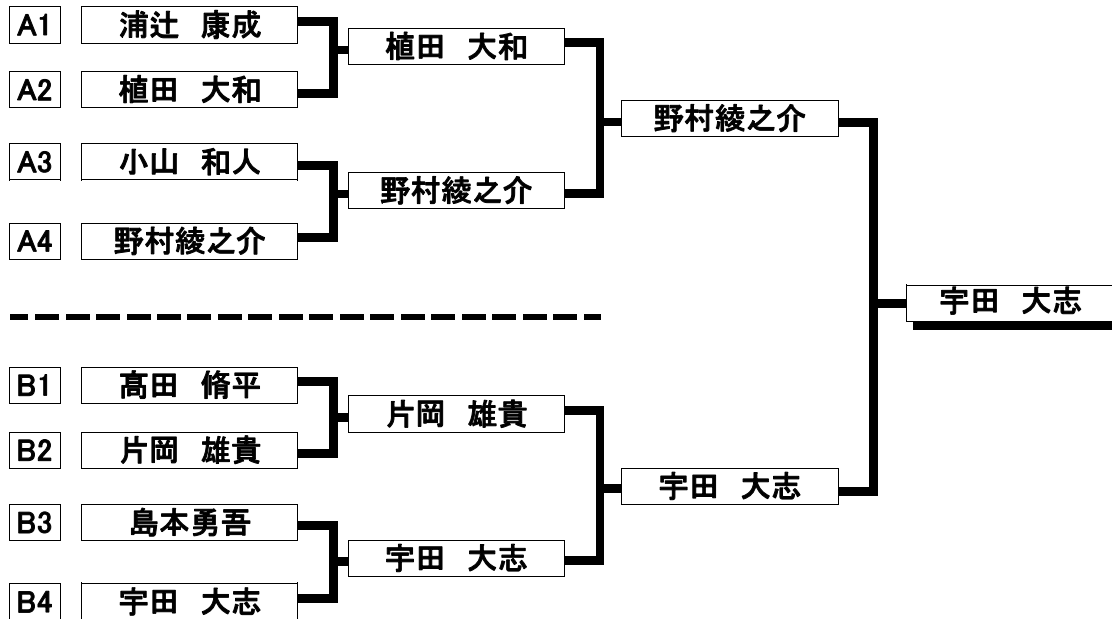 A1 浦辻 康成
植田 大和
A2 植田 大和
野村綾之介
A3 小山 和人
野村綾之介
A4 野村綾之介
宇田 大志
B1 髙田 脩平
片岡 雄貴
B2 片岡 雄貴
宇田 大志
B3 島本勇吾
宇田 大志
B4 宇田 大志